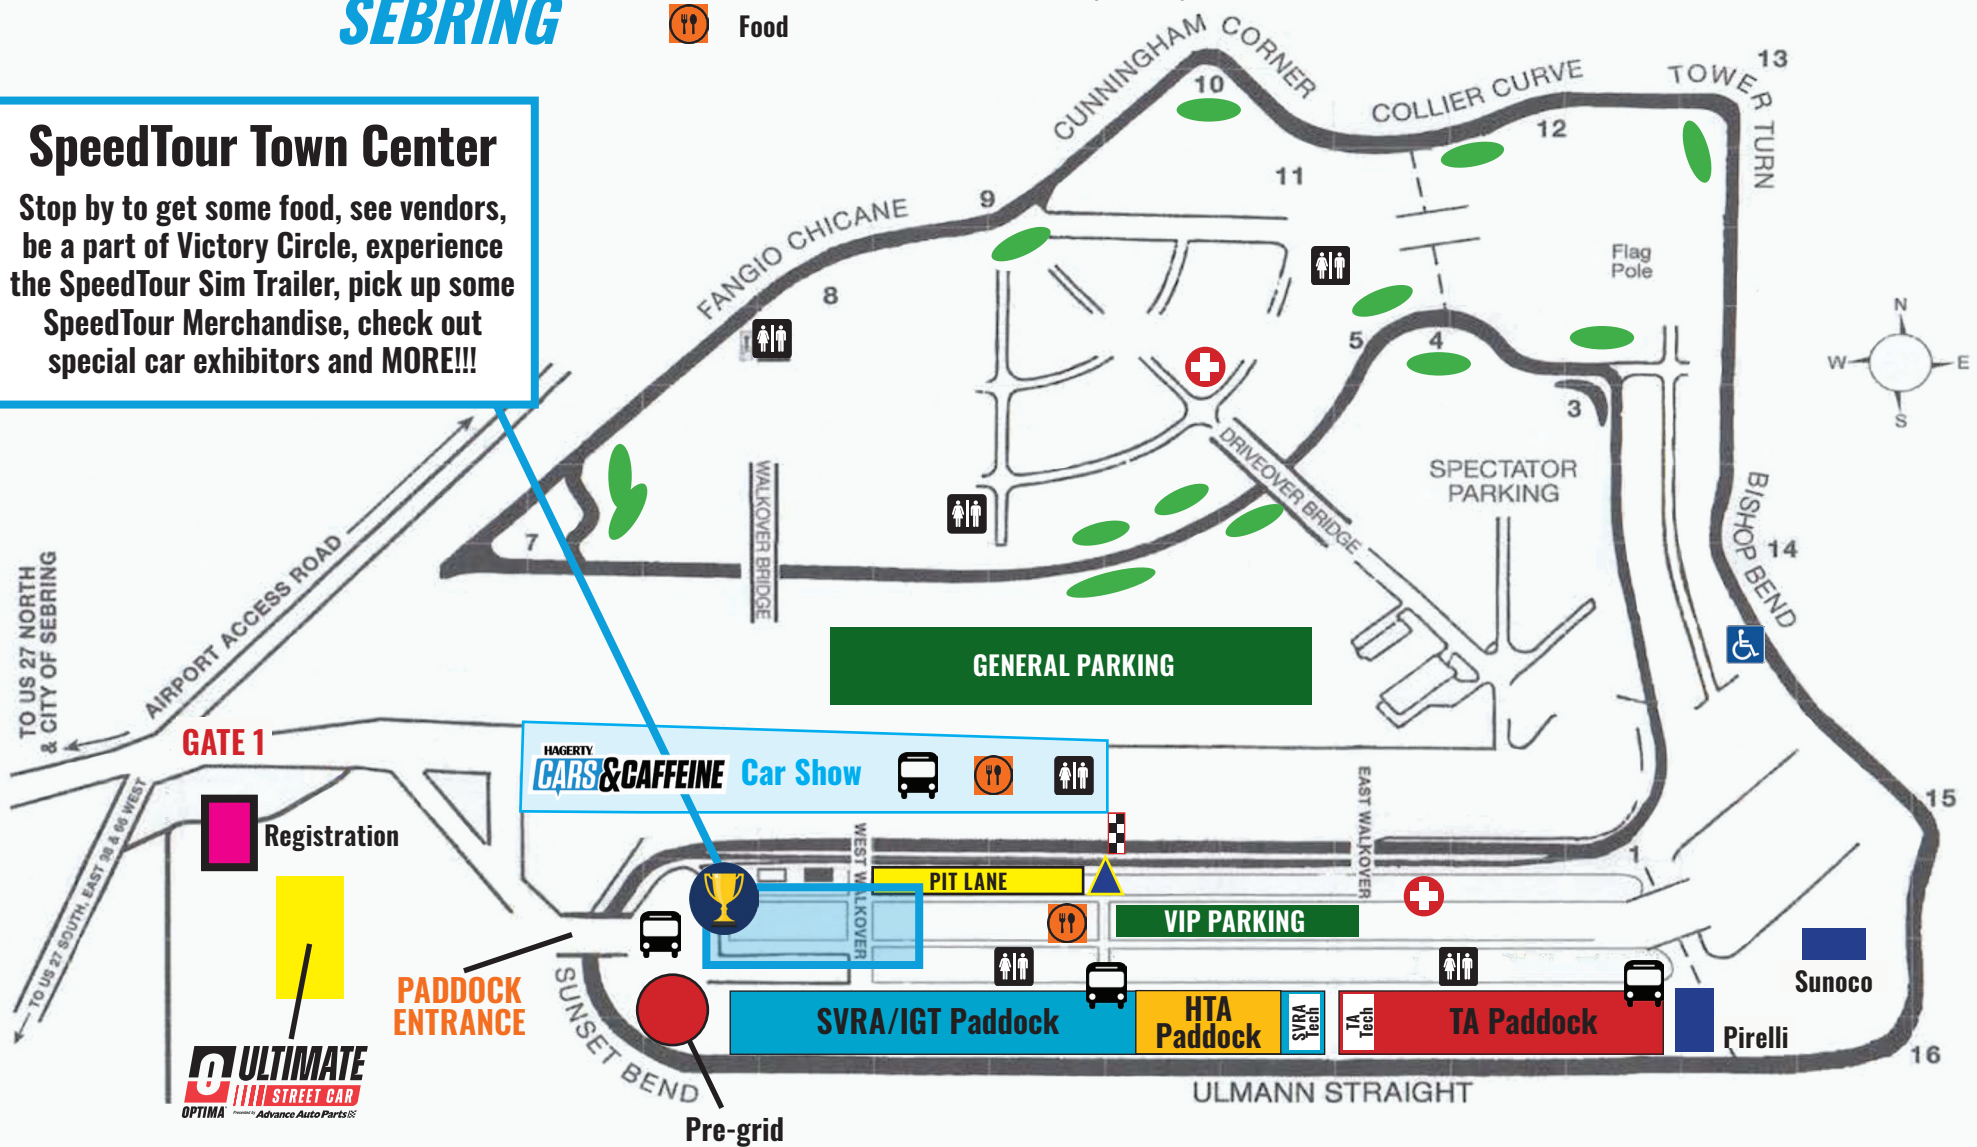 SEBRING
Food
SpeedTour Town Center
Stop by to get some food, see vendors,
be a part of Victory Circle, experience
the SpeedTour Sim Trailer, pick up some
SpeedTour Merchandise, check out
special car exhibitors and MORE!!!
CUNNINGHAM CORNER
10
COLLIER CURVE
12
TOWER TURN
13
11
9
FANGIO CHICANE
8
Flag
Pole
N
W
E
S
5
4
3
SPECTATOR
PARKING
DRIVEOVER BRIDGE
WALKOVER BRIDGE
7
BISHOP BEND
14
AIRPORT ACCESS ROAD
TO US 27 NORTH
& CITY OF SEBRING
GENERAL PARKING
GATE 1
HAGERTY
CARS & CAFFEINE
Car Show
TO US 27 SOUTH, EAST 98 & 66 WEST
Registration
WEST WALKOVER
EAST WALKOVER
15
1
PIT LANE
VIP PARKING
PADDOCK
ENTRANCE
SUNSET BEND
SVRA/IGT Paddock
HTA
Paddock
SVRA
Tech
TA
Tech
TA Paddock
Sunoco
Pirelli
16
O ULTIMATE
STREET CAR
OPTIMA
Presented by Advance Auto Parts
Pre-grid
ULMANN STRAIGHT